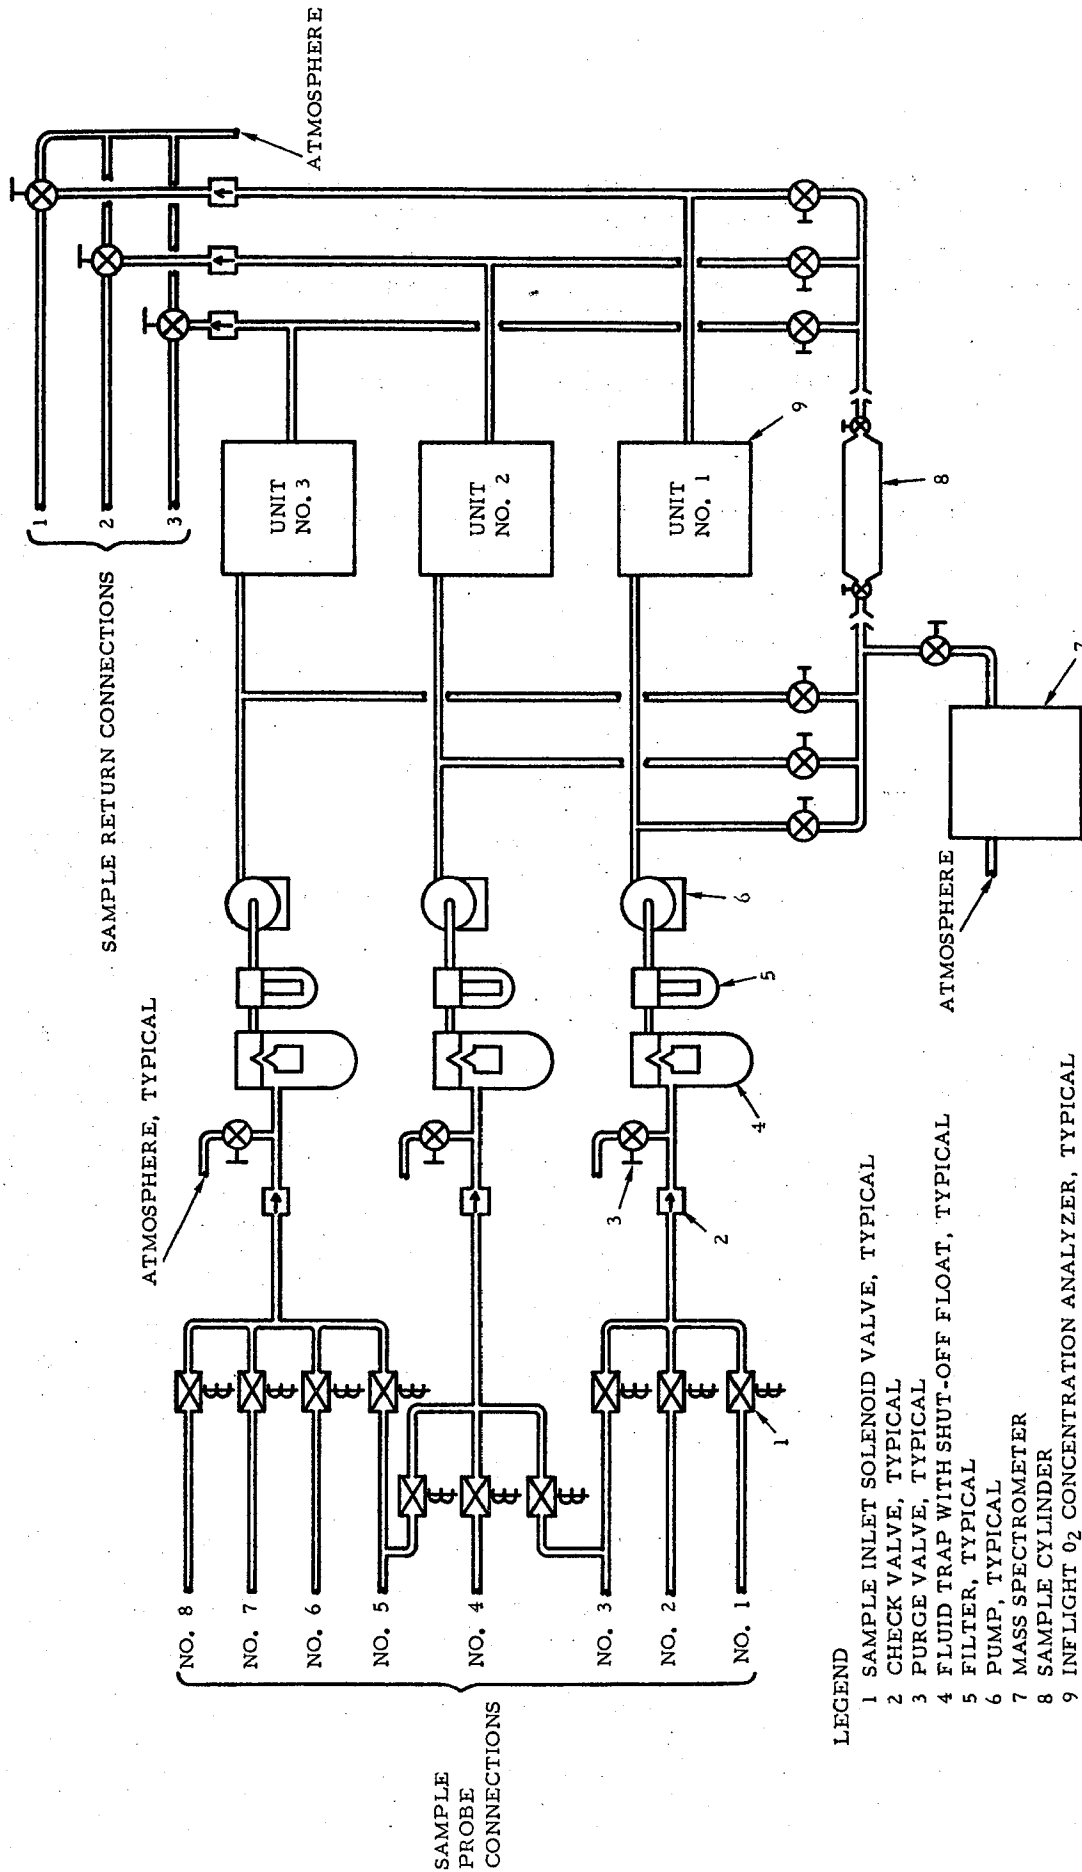 SAMPLE
PROBE
CONNECTIONS
NO. 8
NO. 7
NO. 6
NO. 5
NO. 4
NO. 3
NO. 2
NO. 1
ATMOSPHERE, TYPICAL
SAMPLE RETURN CONNECTIONS
1
2
3
ATMOSPHERE
UNIT
NO. 3
UNIT
NO. 2
UNIT
NO. 1
1
2
3
4
5
6
7
8
9
ATMOSPHERE
LEGEND
1 SAMPLE INLET SOLENOID VALVE, TYPICAL
2 CHECK VALVE, TYPICAL
3 PURGE VALVE, TYPICAL
4 FLUID TRAP WITH SHUT-OFF FLOAT, TYPICAL
5 FILTER, TYPICAL
6 PUMP, TYPICAL
7 MASS SPECTROMETER
8 SAMPLE CYLINDER
9 INFLIGHT O₂ CONCENTRATION ANALYZER, TYPICAL